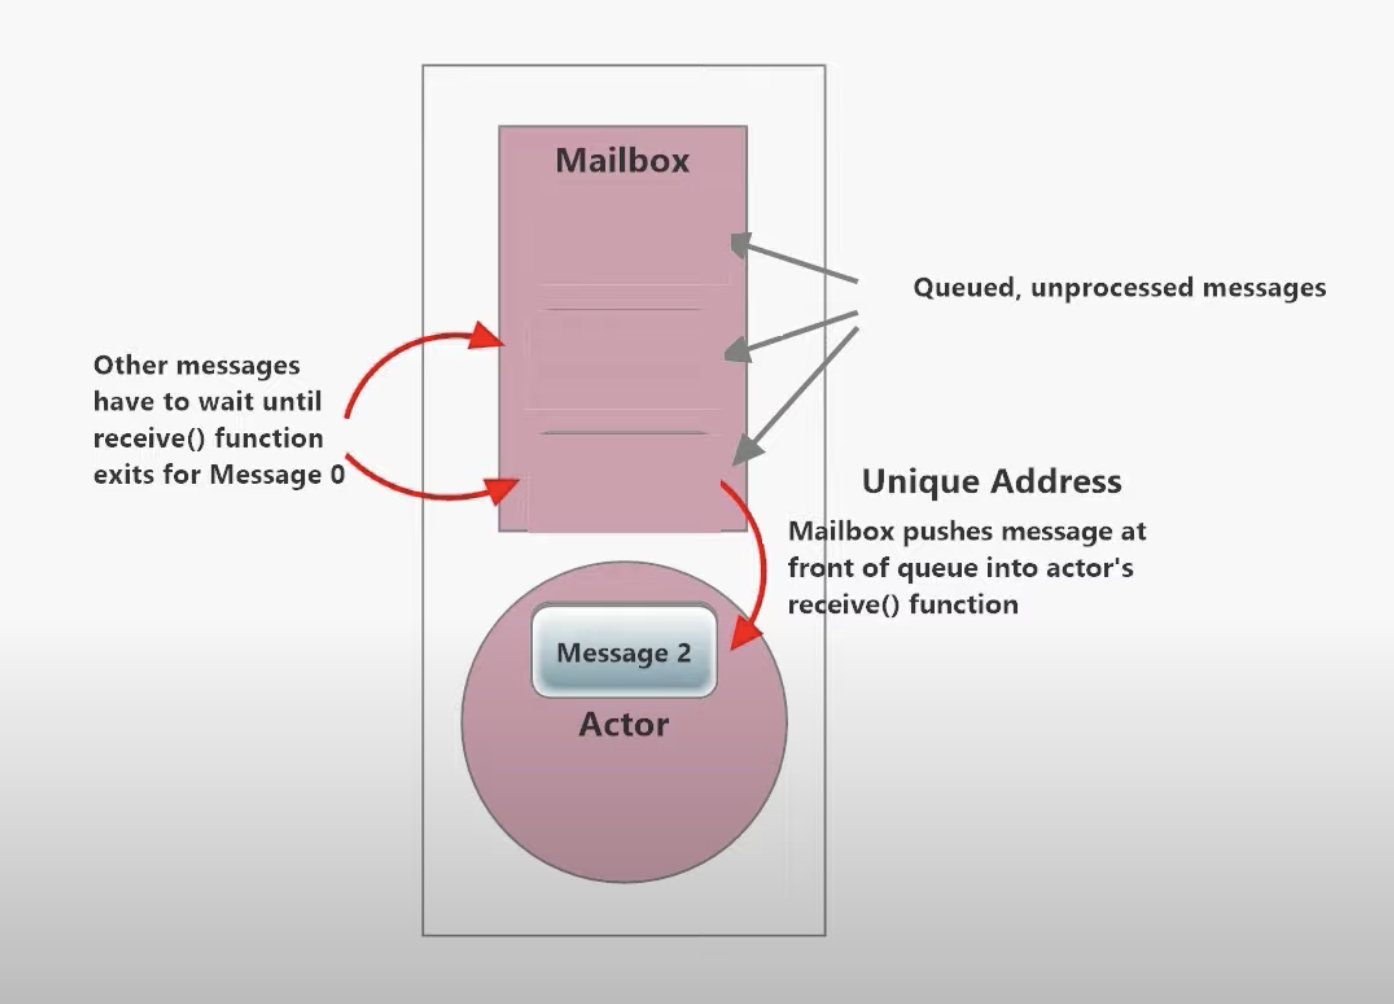 Mailbox
Queued, unprocessed messages
Other messages
have to wait until
receive() function
exits for Message 0
Unique Address
Mailbox pushes message at
front of queue into actor's
receive() function
Message 2
Actor